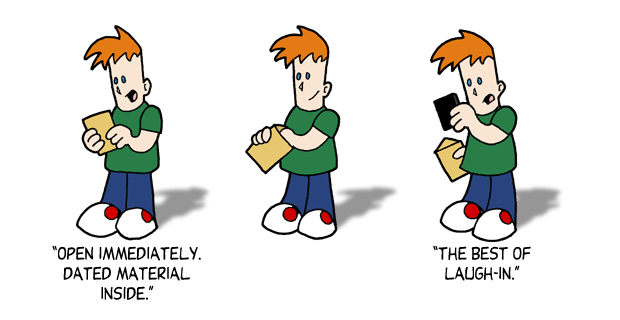 "OPEN IMMEDIATELY.
DATED MATERIAL
INSIDE."
"THE BEST OF
LAUGH-IN."